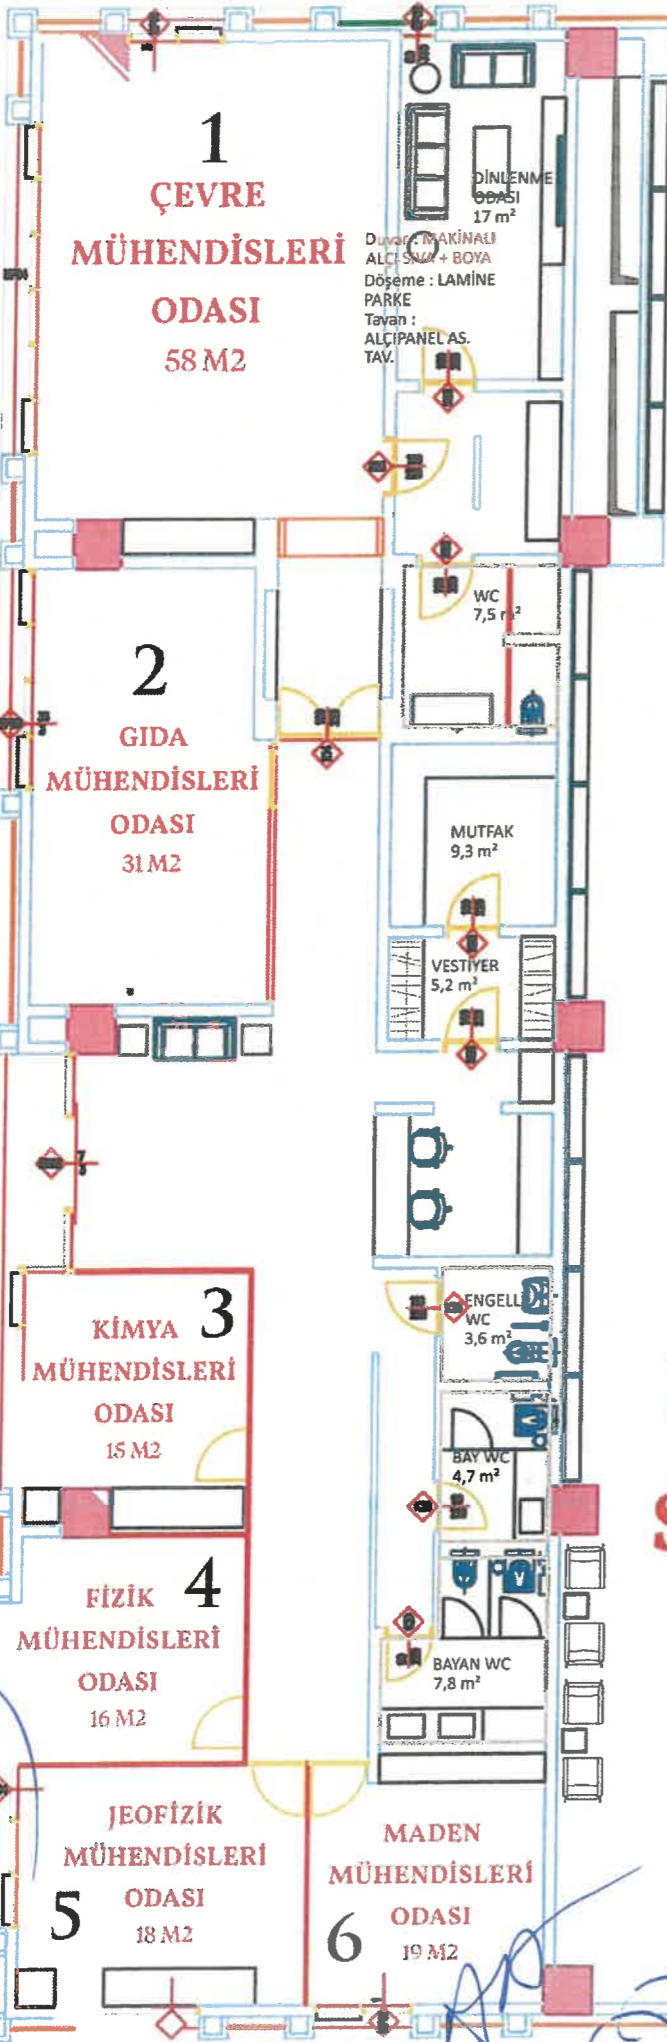 1
ÇEVRE
MÜHENDİSLERİ
ODASI
58 M2
DİNLENME
ODASI
17 m²
Duvar : MAKİNALI
ALÇI SIVA + BOYA
Döşeme : LAMİNE
PARKE
Tavan :
ALÇIPANEL AS.
TAV.
WC
7,5 m²
2
GIDA
MÜHENDİSLERİ
ODASI
31 M2
MUTFAK
9,3 m²
VESTİYER
5,2 m²
3
KİMYA
MÜHENDİSLERİ
ODASI
15 M2
ENGELLİ
WC
3,6 m²
BAY WC
4,7 m²
4
FİZİK
MÜHENDİSLERİ
ODASI
16 M2
S
BAYAN WC
7,8 m²
JEOFİZİK
MÜHENDİSLERİ
ODASI
18 M2
5
MADEN
MÜHENDİSLERİ
ODASI
19 M2
6